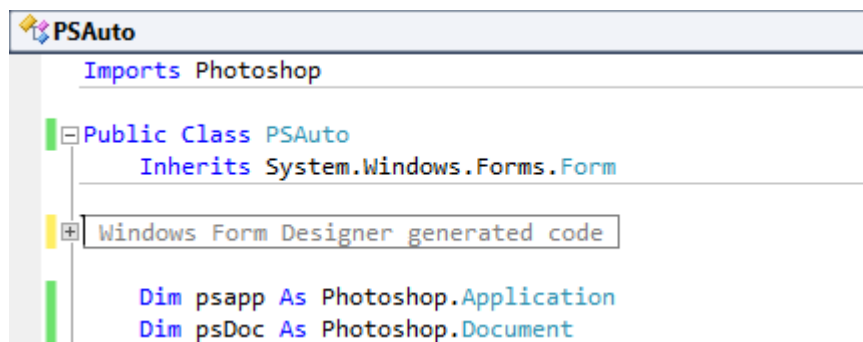 PSAuto
Imports Photoshop
Public Class PSAuto
Inherits System.Windows.Forms.Form
Windows Form Designer generated code
Dim psapp As Photoshop.Application
Dim psDoc As Photoshop.Document